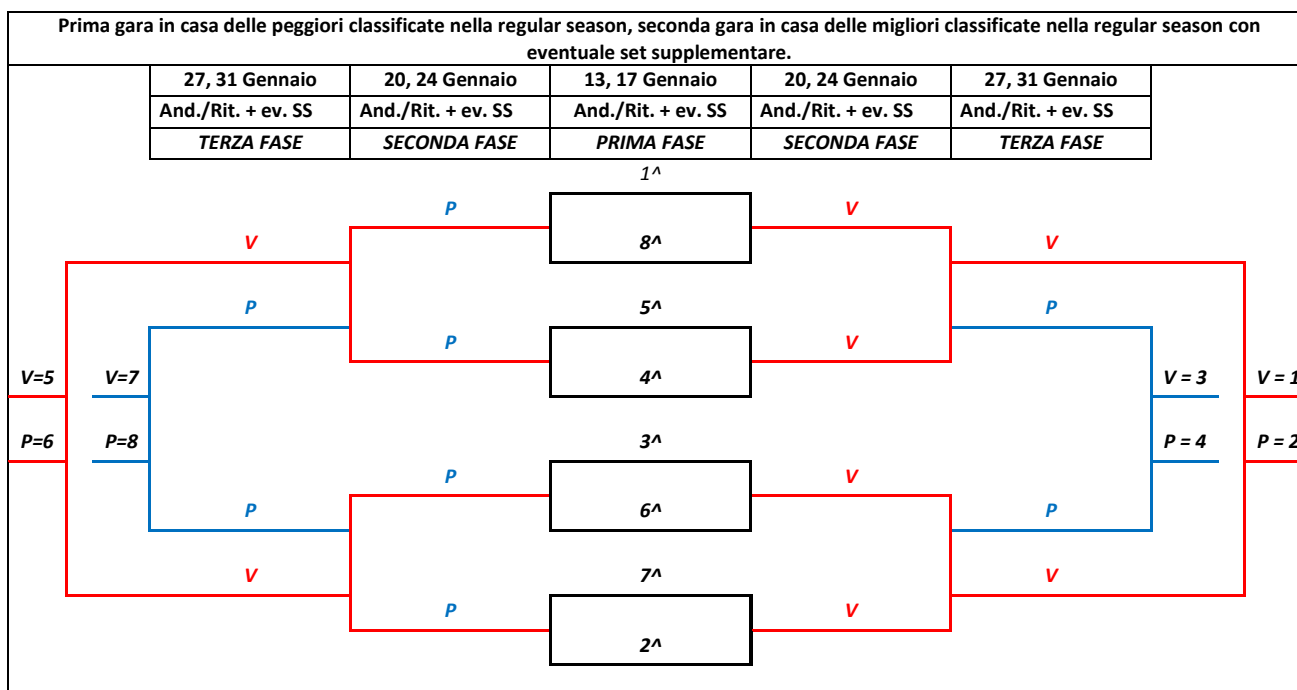 Prima gara in casa delle peggiori classificate nella regular season, seconda gara in casa delle migliori classificate nella regular season con
eventuale set supplementare.
27, 31 Gennaio 20, 24 Gennaio 13, 17 Gennaio 20, 24 Gennaio 27, 31 Gennaio
And./Rit. + ev. SS And./Rit. + ev. SS And./Rit. + ev. SS And./Rit. + ev. SS And./Rit. + ev. SS
TERZA FASE SECONDA FASE PRIMA FASE SECONDA FASE TERZA FASE
1^
P V
V 8^ V
P 5^ P
P V
V=5 V=7 4^ V = 3 V = 1
P=6 P=8 3^ P = 4 P = 2
P V
P 6^ P
V 7^ V
P V
2^